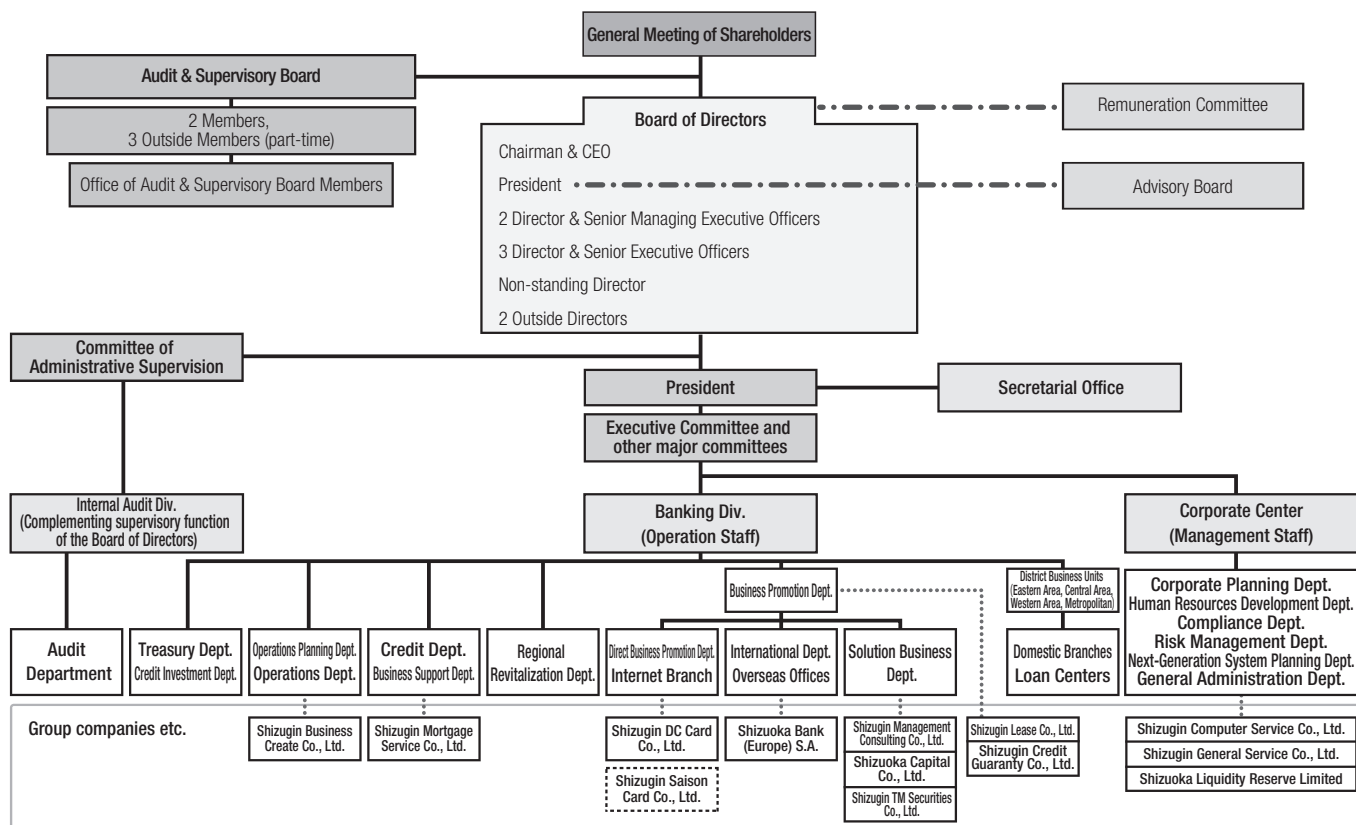 General Meeting of Shareholders
Audit & Supervisory Board
2 Members,
3 Outside Members (part-time)
Office of Audit & Supervisory Board Members
Board of Directors
Chairman & CEO
President
2 Director & Senior Managing Executive Officers
3 Director & Senior Executive Officers
Non-standing Director
2 Outside Directors
Remuneration Committee
Advisory Board
Committee of
Administrative Supervision
President
Secretarial Office
Executive Committee and
other major committees
Internal Audit Div.
(Complementing supervisory function
of the Board of Directors)
Banking Div.
(Operation Staff)
Corporate Center
(Management Staff)
Business Promotion Dept.
District Business Units
(Eastern Area, Central Area,
Western Area, Metropolitan)
Audit
Department
Treasury Dept.
Credit Investment Dept.
Operations Planning Dept.
Operations Dept.
Credit Dept.
Business Support Dept.
Regional
Revitalization Dept.
Direct Business Promotion Dept.
Internet Branch
International Dept.
Overseas Offices
Solution Business
Dept.
Domestic Branches
Loan Centers
Corporate Planning Dept.
Human Resources Development Dept.
Compliance Dept.
Risk Management Dept.
Next-Generation System Planning Dept.
General Administration Dept.
Group companies etc.
Shizugin Business
Create Co., Ltd.
Shizugin Mortgage
Service Co., Ltd.
Shizugin DC Card
Co., Ltd.
Shizugin Saison
Card Co., Ltd.
Shizuoka Bank
(Europe) S.A.
Shizugin Management
Consulting Co., Ltd.
Shizuoka Capital
Co., Ltd.
Shizugin TM Securities
Co., Ltd.
Shizugin Lease Co., Ltd.
Shizugin Credit
Guaranty Co., Ltd.
Shizugin Computer Service Co., Ltd.
Shizugin General Service Co., Ltd.
Shizuoka Liquidity Reserve Limited